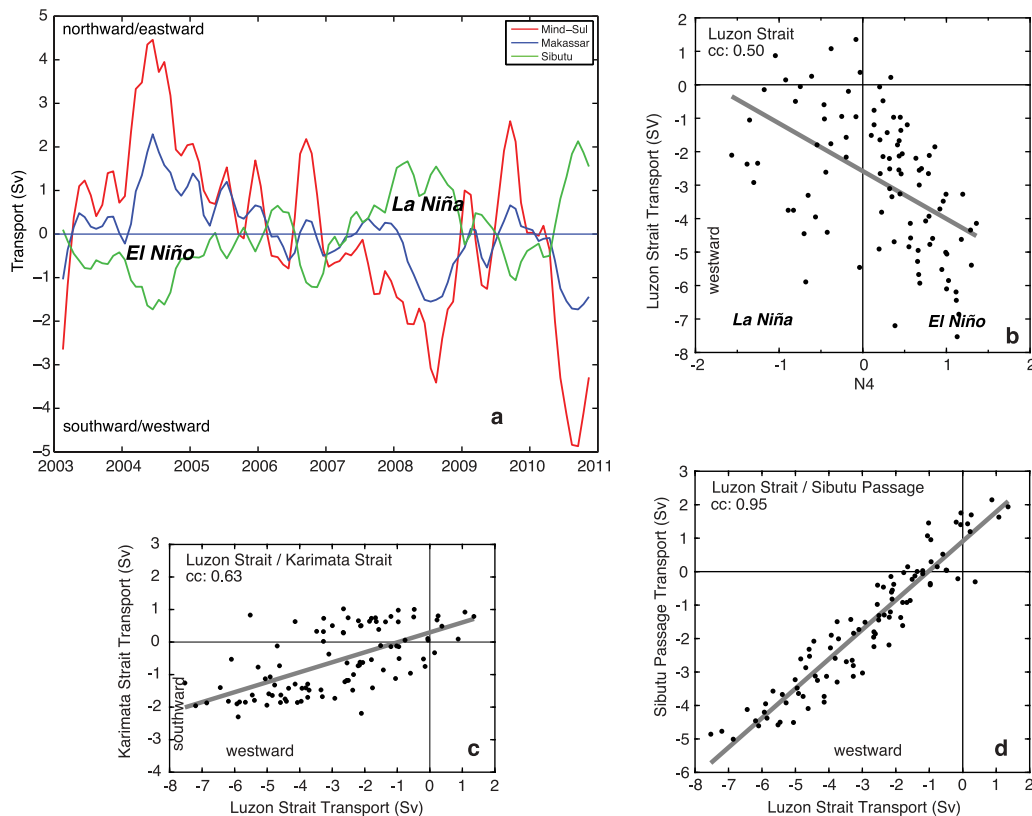 northward/eastward
Mind–Sul
Makassar
Sibutu
El Niño
La Niña
southward/westward
a
Transport (Sv)
5
4
3
2
1
0
−1
−2
−3
−4
−5
2003 2004 2005 2006 2007 2008 2009 2010 2011
Luzon Strait
cc: 0.50
Luzon Strait Transport (SV)
westward
La Niña
El Niño
b
2
1
0
-1
-2
-3
-4
-5
-6
-7
-8
-2 -1 0 1 2
N4
Luzon Strait / Karimata Strait
cc: 0.63
Karimata Strait Transport (Sv)
southward
westward
c
3
2
1
0
-1
-2
-4
-8 -7 -6 -5 -4 -3 -2 -1 0 1 2
Luzon Strait Transport (Sv)
Luzon Strait / Sibutu Passage
cc: 0.95
Sibutu Passage Transport (Sv)
westward
d
3
2
1
0
-1
-2
-3
-4
-5
-6
-8 -7 -6 -5 -4 -3 -2 -1 0 1 2
Luzon Strait Transport (Sv)